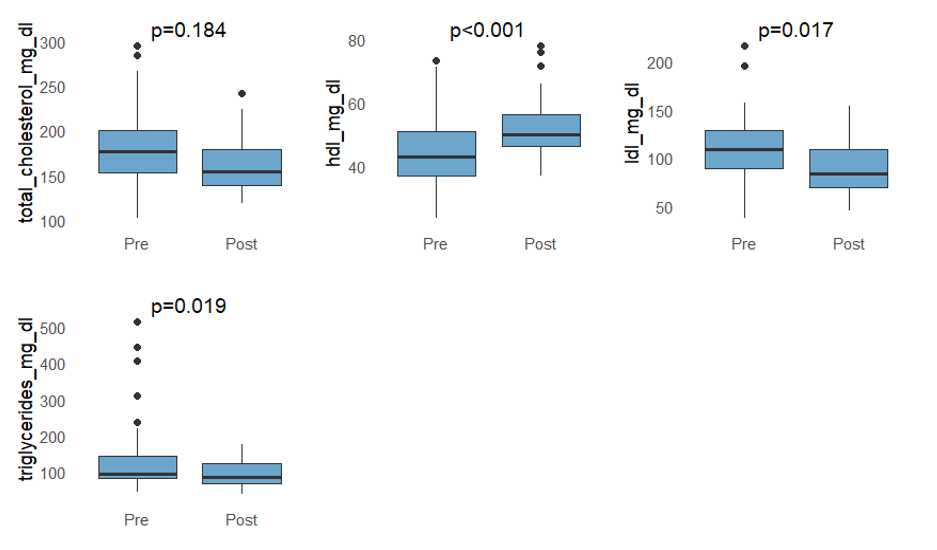 p=0.184
total_cholesterol_mg_dl
300
250
200
150
100
Pre Post
p<0.001
hdl_mg_dl
80
60
40
Pre Post
p=0.017
ldl_mg_dl
200
150
100
50
Pre Post
p=0.019
triglycerides_mg_dl
500
400
300
200
100
Pre Post